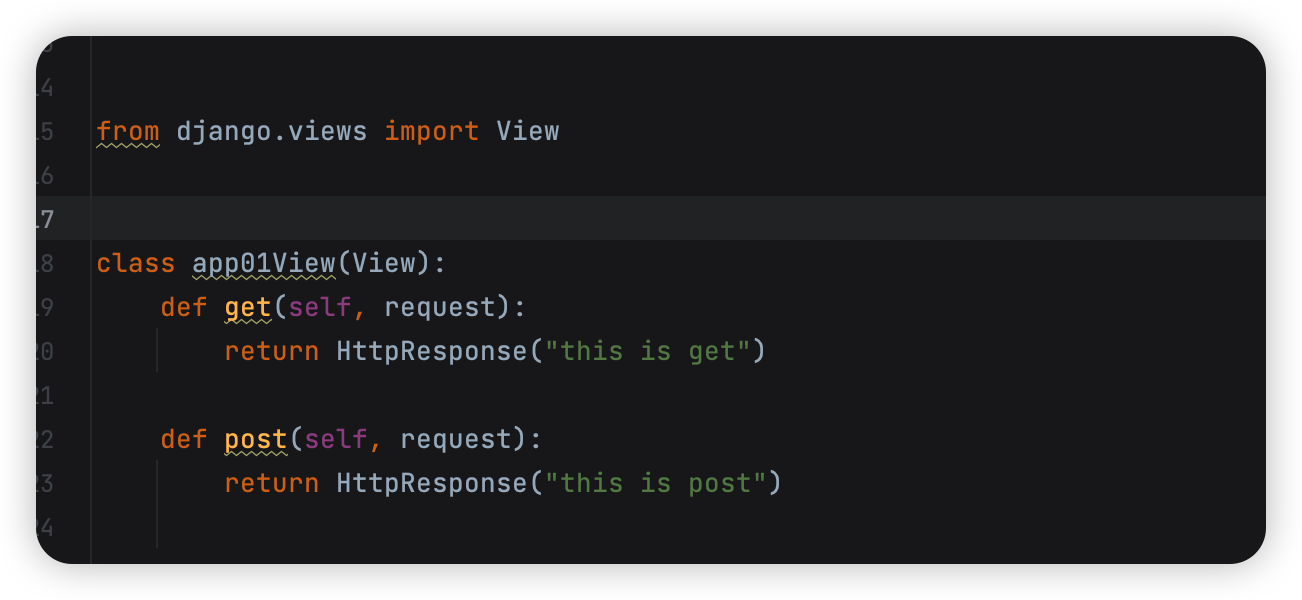 14
15 from django.views import View
16
17
18 class app01View(View):
19     def get(self, request):
20         return HttpResponse("this is get")
21
22     def post(self, request):
23         return HttpResponse("this is post")
24